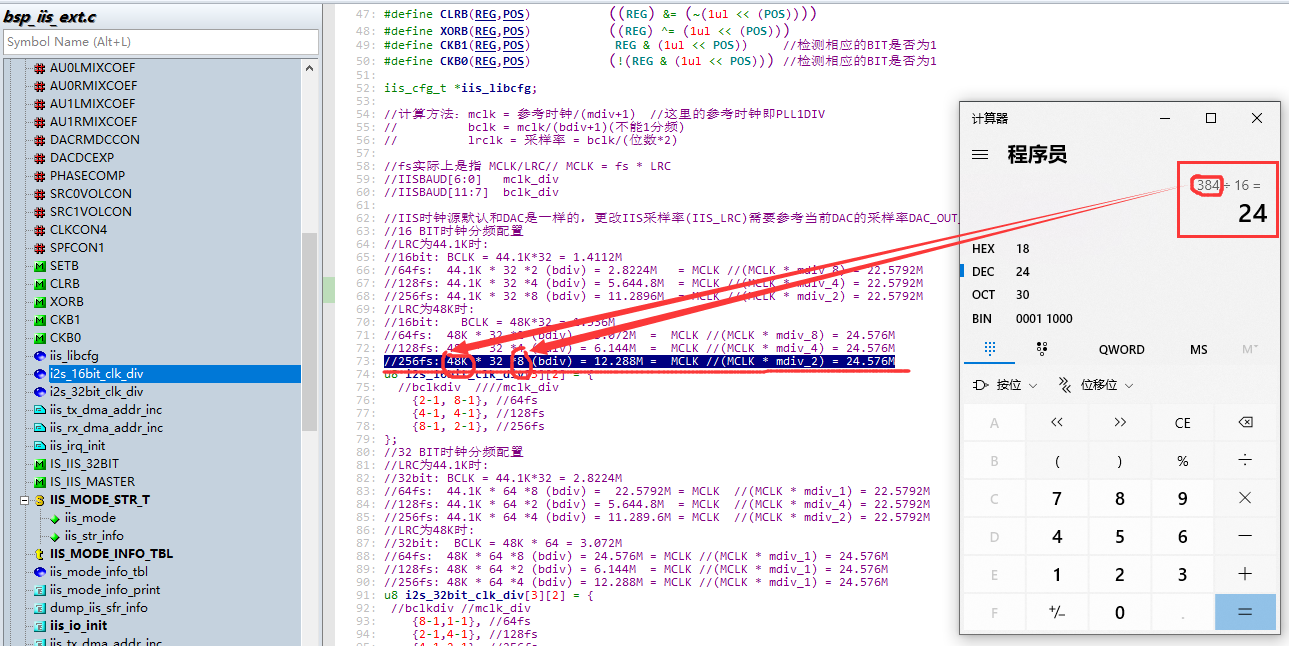 bsp_iis_ext.c
Symbol Name (Alt+L)
AU0LMIXCOEF
AU0RMIXCOEF
AU1LMIXCOEF
AU1RMIXCOEF
DACRMDCCON
DACDCEXP
PHASECOMP
SRC0VOLCON
SRC1VOLCON
CLKCON4
SPFCON1
SETB
CLRB
XORB
CKB1
CKB0
iis_libcfg
i2s_16bit_clk_div
i2s_32bit_clk_div
iis_tx_dma_addr_inc
iis_rx_dma_addr_inc
iis_irq_init
IS_IIS_32BIT
IS_IIS_MASTER
IIS_MODE_STR_T
iis_mode
iis_str_info
IIS_MODE_INFO_TBL
iis_mode_info_tbl
iis_mode_info_print
dump_iis_sfr_info
iis_io_init
iis_tx_dma_addr_inc
47: #define CLRB(REG,POS) ((REG) &= (~(1ul << (POS))))
48: #define XORB(REG,POS) ((REG) ^= (1ul << (POS)))
49: #define CKB1(REG,POS) REG & (1ul << POS)) //检测相应的BIT是否为1
50: #define CKB0(REG,POS) (!(REG & (1ul << POS))) //检测相应的BIT是否为1
51:
52: iis_cfg_t *iis_libcfg;
53:
54: //计算方法: mclk = 参考时钟/(mdiv+1) //这里的参考时钟即PLL1DIV
55: // bclk = mclk/(bdiv+1)(不能1分频)
56: // lrclk = 采样率 = bclk/(位数*2)
57:
58: //fs实际上是指 MCLK/LRC// MCLK = fs * LRC
59: //IISBAUD[6:0] mclk_div
60: //IISBAUD[11:7] bclk_div
61:
62: //IIS时钟源默认和DAC是一样的, 更改IIS采样率(IIS_LRC)需要参考当前DAC的采样率DAC_OUT_
63: //16 BIT时钟分频配置
64: //LRC为44.1K时:
65: //16bit: BCLK = 44.1K*32 = 1.4112M
66: //64fs: 44.1K * 32 *2 (bdiv) = 2.8224M = MCLK //(MCLK * mdiv_8) = 22.5792M
67: //128fs: 44.1K * 32 *4 (bdiv) = 5.644.8M = MCLK //(MCLK * mdiv_4) = 22.5792M
68: //256fs: 44.1K * 32 *8 (bdiv) = 11.2896M = MCLK //(MCLK * mdiv_2) = 22.5792M
69: //LRC为48K时:
70: //16bit: BCLK = 48K*32 = 1.536M
71: //64fs: 48K * 32 *2 (bdiv) = 3.072M = MCLK //(MCLK * mdiv_8) = 24.576M
72: //128fs: 48K * 32 *4 (bdiv) = 6.144M = MCLK //(MCLK * mdiv_4) = 24.576M
73: //256fs: 48K * 32 *8 (bdiv) = 12.288M = MCLK //(MCLK * mdiv_2) = 24.576M
74: u8 i2s_16bit_clk_div[3][2] = {
75: //bclkdiv ////mclk_div
76: {2-1, 8-1}, //64fs
77: {4-1, 4-1}, //128fs
78: {8-1, 2-1}, //256fs
79: };
80: //32 BIT时钟分频配置
81: //LRC为44.1K时:
82: //32bit: BCLK = 44.1K*32 = 2.8224M
83: //64fs: 44.1K * 64 *8 (bdiv) = 22.5792M = MCLK //(MCLK * mdiv_1) = 22.5792M
84: //128fs: 44.1K * 64 *2 (bdiv) = 5.644.8M = MCLK //(MCLK * mdiv_4) = 22.5792M
85: //256fs: 44.1K * 64 *4 (bdiv) = 11.289.6M = MCLK //(MCLK * mdiv_2) = 22.5792M
86: //LRC为48K时:
87: //32bit: BCLK = 48K * 64 = 3.072M
88: //64fs: 48K * 64 *8 (bdiv) = 24.576M = MCLK //(MCLK * mdiv_1) = 24.576M
89: //128fs: 48K * 64 *2 (bdiv) = 6.144M = MCLK //(MCLK * mdiv_1) = 24.576M
90: //256fs: 48K * 64 *4 (bdiv) = 12.288M = MCLK //(MCLK * mdiv_1) = 24.576M
91: u8 i2s_32bit_clk_div[3][2] = {
92: //bclkdiv //mclk_div
93: {8-1,1-1}, //64fs
94: {2-1,4-1}, //128fs
计算器
程序员
384 ÷ 16 =
24
HEX 18
DEC 24
OCT 30
BIN 0001 1000
QWORD MS M
按位 位移位
A << >> CE
B ( ) % ÷
C 7 8 9 ×
D 4 5 6 −
E 1 2 3 +
F +/− 0 . =